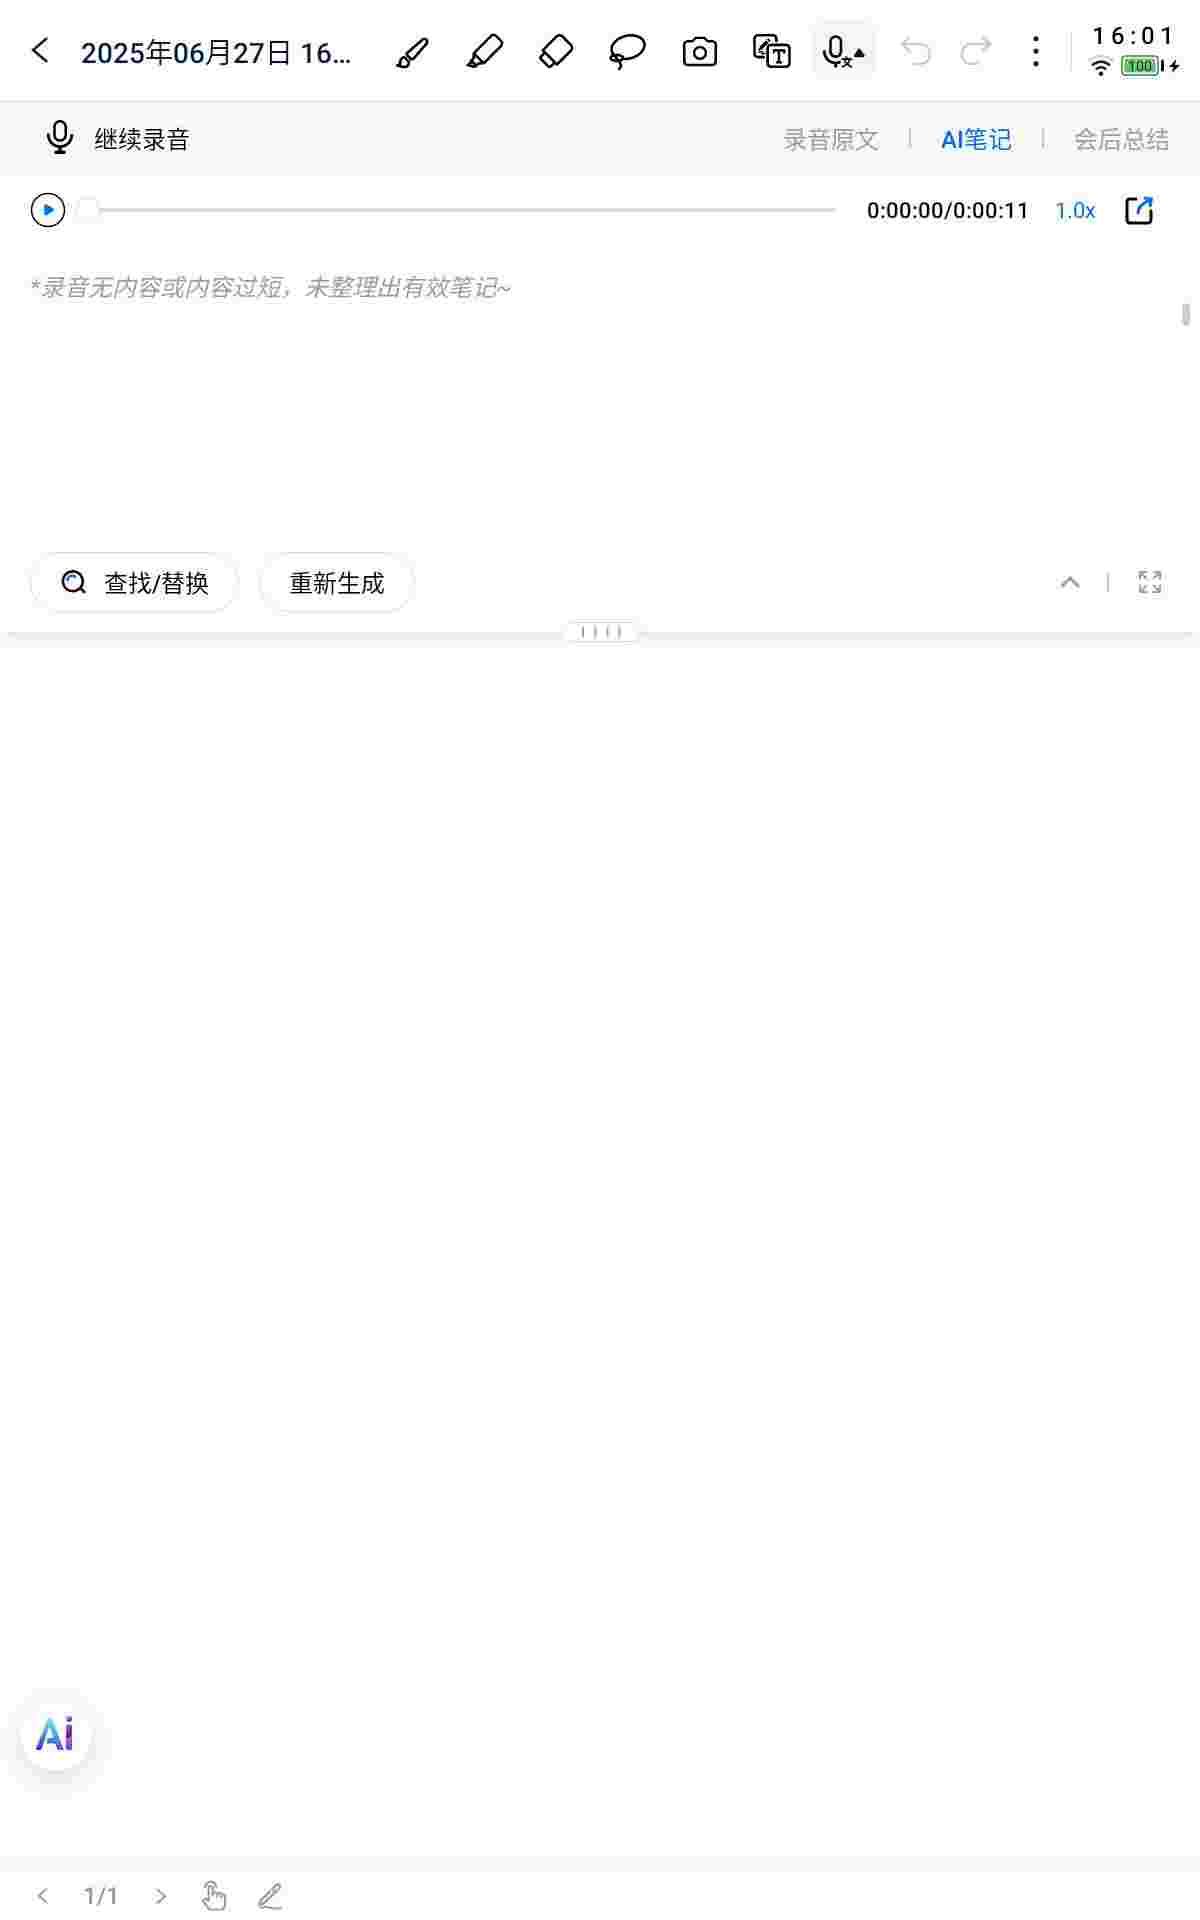 2025年06月27日 16...
16:01
100
继续录音
录音原文
AI笔记
会后总结
0:00:00/0:00:11
1.0x
*录音无内容或内容过短，未整理出有效笔记~
查找/替换
重新生成
Ai
1/1